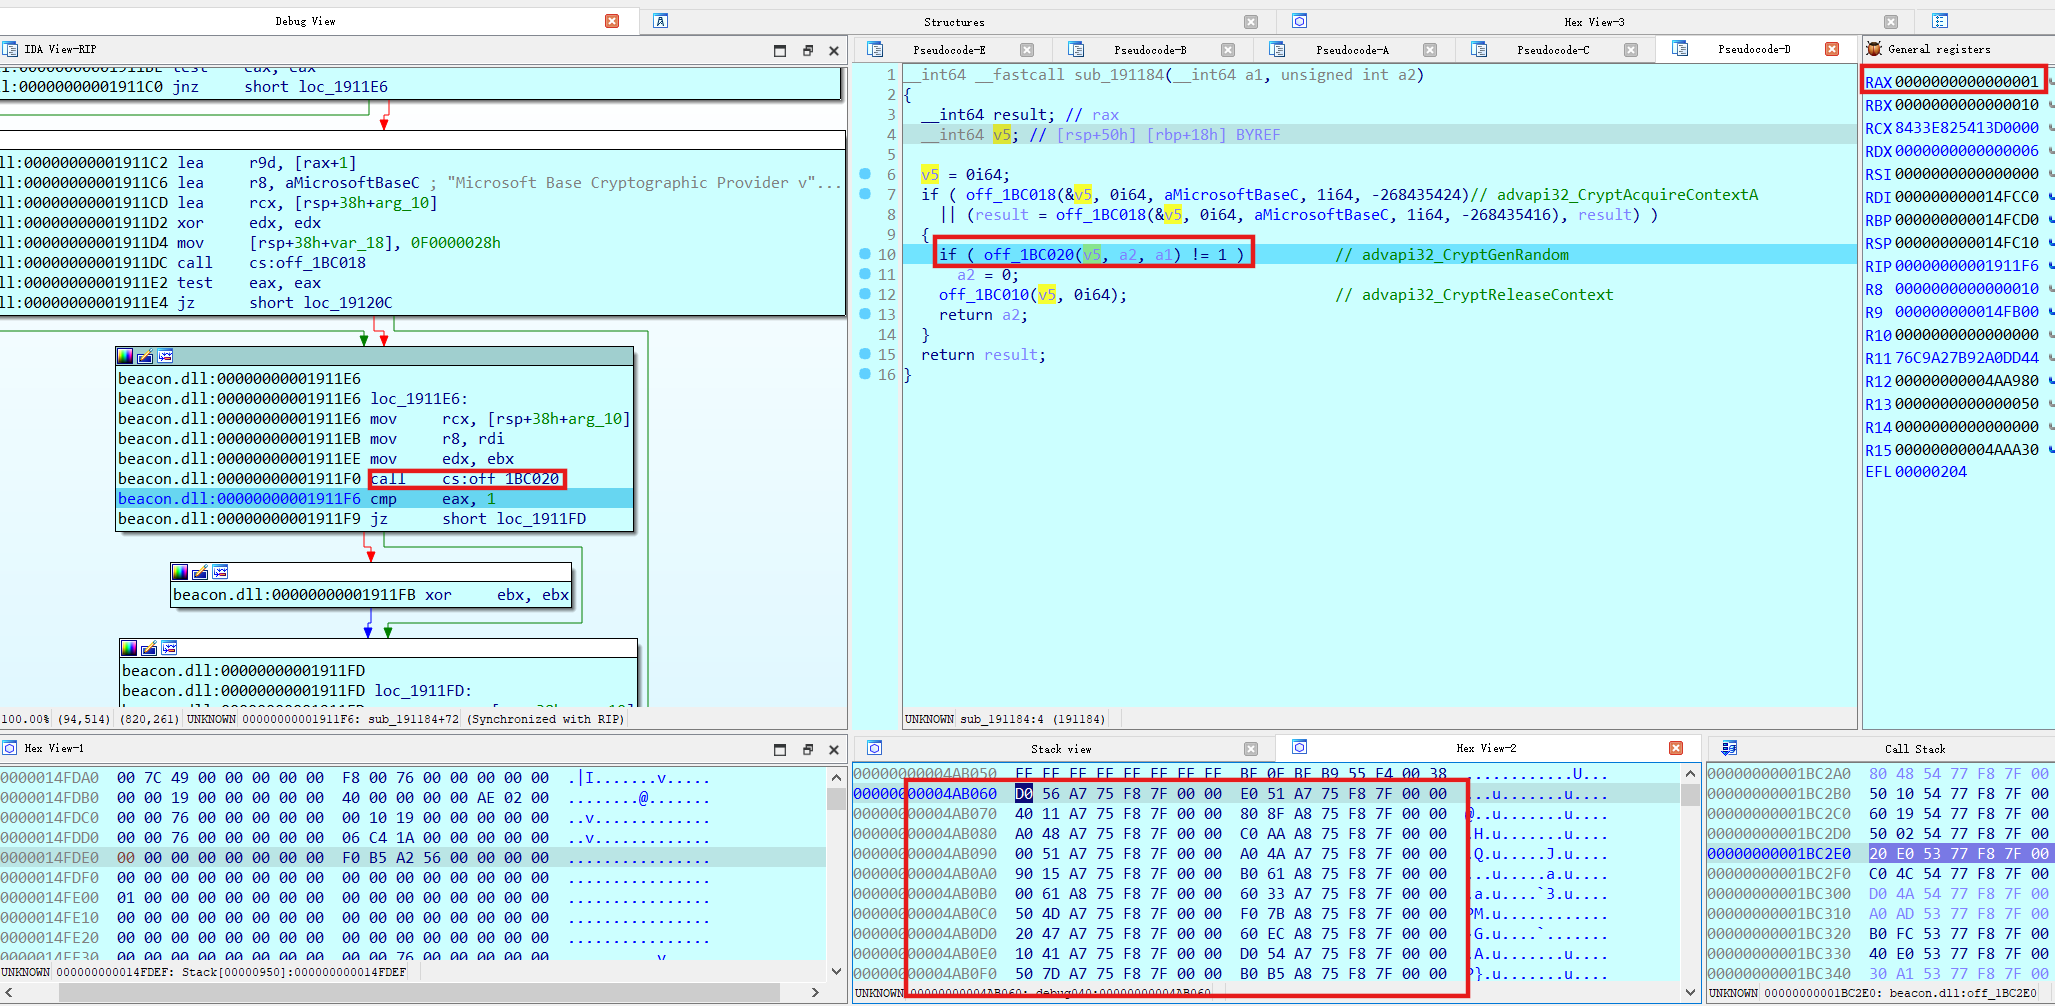 Debug View
Structures
Hex View-3
IDA View-RIP
ll:00000000001911C0 jnz     short loc_1911E6
ll:00000000001911C2 lea     r9d, [rax+1]
ll:00000000001911C6 lea     r8, aMicrosoftBaseC ; "Microsoft Base Cryptographic Provider v"...
ll:00000000001911CD lea     rcx, [rsp+38h+arg_10]
ll:00000000001911D2 xor     edx, edx
ll:00000000001911D4 mov     [rsp+38h+var_18], 0F0000028h
ll:00000000001911DC call    cs:off_1BC018
ll:00000000001911E2 test    eax, eax
ll:00000000001911E4 jz      short loc_19120C
beacon.dll:00000000001911E6
beacon.dll:00000000001911E6 loc_1911E6:
beacon.dll:00000000001911E6 mov     rcx, [rsp+38h+arg_10]
beacon.dll:00000000001911EB mov     r8, rdi
beacon.dll:00000000001911EE mov     edx, ebx
beacon.dll:00000000001911F0 call    cs:off_1BC020
beacon.dll:00000000001911F6 cmp     eax, 1
beacon.dll:00000000001911F9 jz      short loc_1911FD
beacon.dll:00000000001911FB xor     ebx, ebx
beacon.dll:00000000001911FD
beacon.dll:00000000001911FD loc_1911FD:
100.00% (94,514) (820,261) UNKNOWN 00000000001911F6: sub_191184+72 (Synchronized with RIP)
Pseudocode-E
Pseudocode-B
Pseudocode-A
Pseudocode-C
Pseudocode-D
1 __int64 __fastcall sub_191184(__int64 a1, unsigned int a2)
2 {
3   __int64 result; // rax
4   __int64 v5; // [rsp+50h] [rbp+18h] BYREF
5
6   v5 = 0i64;
7   if ( off_1BC018(&v5, 0i64, aMicrosoftBaseC, 1i64, -268435424)// advapi32_CryptAcquireContextA
8     || (result = off_1BC018(&v5, 0i64, aMicrosoftBaseC, 1i64, -268435416), result) )
9   {
10     if ( off_1BC020(v5, a2, a1) != 1 )          // advapi32_CryptGenRandom
11       a2 = 0;
12     off_1BC010(v5, 0i64);                       // advapi32_CryptReleaseContext
13     return a2;
14   }
15   return result;
16 }
UNKNOWN sub_191184:4 (191184)
General registers
RAX 0000000000000001
RBX 0000000000000010
RCX 8433E825413D0000
RDX 0000000000000006
RSI 0000000000000000
RDI 000000000014FCC0
RBP 000000000014FCD0
RSP 000000000014FC10
RIP 00000000001911F6
R8 0000000000000010
R9 000000000014FB00
R10 0000000000000000
R11 76C9A27B92A0DD44
R12 00000000004AA980
R13 0000000000000050
R14 0000000000000000
R15 00000000004AAA30
EFL 00000204
Hex View-1
0000014FDA0 00 7C 49 00 00 00 00 00 F8 00 76 00 00 00 00 00 .|I.......v.....
0000014FDB0 00 00 19 00 00 00 00 00 40 00 00 00 00 AE 02 00 ........@.......
0000014FDC0 00 00 76 00 00 00 00 00 00 10 19 00 00 00 00 00 ..v.............
0000014FDD0 00 00 76 00 00 00 00 00 06 C4 1A 00 00 00 00 00 ..v.............
0000014FDE0 00 00 00 00 00 00 00 00 F0 B5 A2 56 00 00 00 00 ................
0000014FDF0 00 00 00 00 00 00 00 00 00 00 00 00 00 00 00 00 ................
0000014FE00 01 00 00 00 00 00 00 00 00 00 00 00 00 00 00 00 ................
0000014FE10 00 00 00 00 00 00 00 00 00 00 00 00 00 00 00 00 ................
0000014FE20 00 00 00 00 00 00 00 00 00 00 00 00 00 00 00 00 ................
UNKNOWN 000000000014FDEF: Stack[00000950]:000000000014FDEF
Stack view
Hex View-2
00000000004AB060 D0 56 A7 75 F8 7F 00 00 E0 51 A7 75 F8 7F 00 00 ...u.......u....
00000000004AB070 40 11 A7 75 F8 7F 00 00 80 8F A8 75 F8 7F 00 00 @..u.......u....
00000000004AB080 A0 48 A7 75 F8 7F 00 00 C0 AA A8 75 F8 7F 00 00 .H.u.......u....
00000000004AB090 00 51 A7 75 F8 7F 00 00 A0 4A A7 75 F8 7F 00 00 .Q.u.....J.u....
00000000004AB0A0 90 15 A7 75 F8 7F 00 00 B0 61 A8 75 F8 7F 00 00 ...u.....a.u....
00000000004AB0B0 00 61 A8 75 F8 7F 00 00 60 33 A7 75 F8 7F 00 00 .a.u....`3.u....
00000000004AB0C0 50 4D A7 75 F8 7F 00 00 F0 7B A8 75 F8 7F 00 00
00000000004AB0D0 20 47 A7 75 F8 7F 00 00 60 EC A8 75 F8 7F 00 00
00000000004AB0E0 10 41 A7 75 F8 7F 00 00 D0 54 A7 75 F8 7F 00 00 .A.u.....T.u....
00000000004AB0F0 50 7D A7 75 F8 7F 00 00 B0 B5 A8 75 F8 7F 00 00 P}.u.......u....
UNKNOWN 00000000004AB060: debug040:00000000004AB060
Call Stack
00000000001BC2A0 80 48 54 77 F8 7F 00
00000000001BC2B0 50 10 54 77 F8 7F 00
00000000001BC2C0 60 19 54 77 F8 7F 00
00000000001BC2D0 50 02 54 77 F8 7F 00
00000000001BC2E0 20 E0 53 77 F8 7F 00
00000000001BC2F0 C0 4C 54 77 F8 7F 00
00000000001BC300 D0 4A 54 77 F8 7F 00
00000000001BC310 A0 AD 53 77 F8 7F 00
00000000001BC320 B0 FC 53 77 F8 7F 00
00000000001BC330 40 E0 53 77 F8 7F 00
00000000001BC340 30 A1 53 77 F8 7F 00
UNKNOWN 00000000001BC2E0: beacon.dll:off_1BC2E0